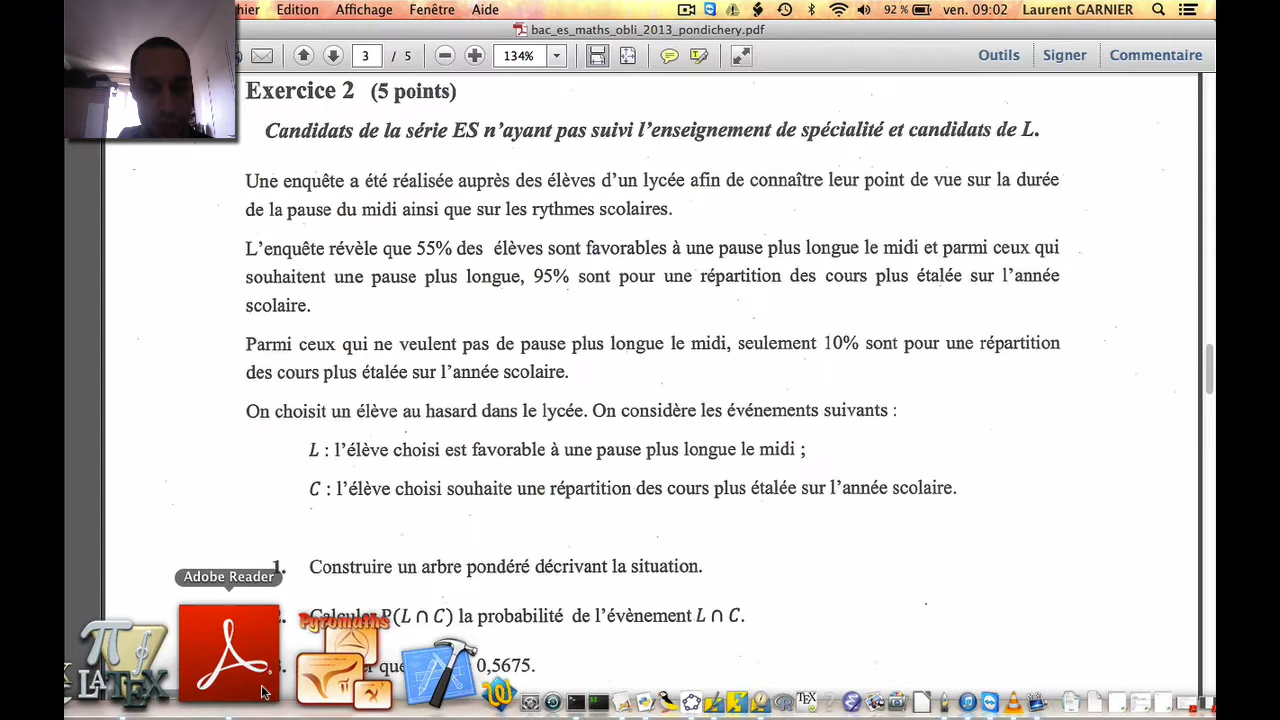 hier Edition Affichage Fenêtre Aide 92 % ven. 09:02 Laurent GARNIER
bac_es_maths_obli_2013_pondichery.pdf
3 / 5 134% Outils Signer Commentaire
Exercice 2 (5 points)
Candidats de la série ES n'ayant pas suivi l'enseignement de spécialité et candidats de L.
Une enquête a été réalisée auprès des élèves d'un lycée afin de connaître leur point de vue sur la durée
de la pause du midi ainsi que sur les rythmes scolaires.
L'enquête révèle que 55% des élèves sont favorables à une pause plus longue le midi et parmi ceux qui
souhaitent une pause plus longue, 95% sont pour une répartition des cours plus étalée sur l'année
scolaire.
Parmi ceux qui ne veulent pas de pause plus longue le midi, seulement 10% sont pour une répartition
des cours plus étalée sur l'année scolaire.
On choisit un élève au hasard dans le lycée. On considère les événements suivants :
L : l'élève choisi est favorable à une pause plus longue le midi ;
C : l'élève choisi souhaite une répartition des cours plus étalée sur l'année scolaire.
Adobe Reader
1. Construire un arbre pondéré décrivant la situation.
Calculer P(L ∩ C) la probabilité de l'évènement L ∩ C.
Pyromaths
que 0,5675.
π LATEX
TEX